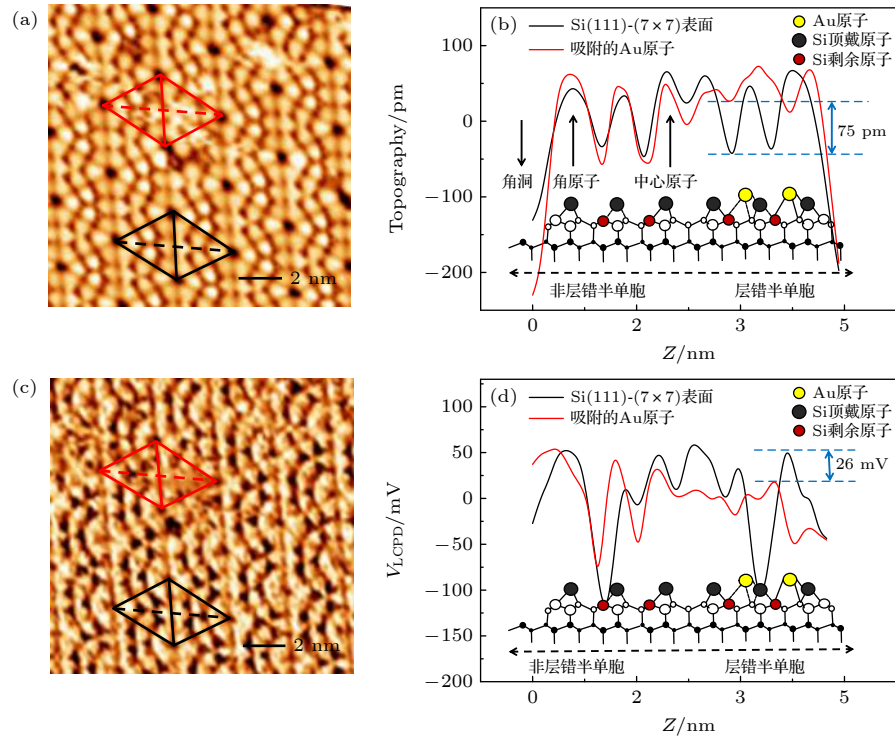 (a)
2 nm
(b)
Si(111)-(7×7)表面
吸附的Au原子
Au原子
Si顶戴原子
Si剩余原子
100
0
−100
−200
Topography/pm
75 pm
角洞
角原子
中心原子
非层错半单胞
层错半单胞
0
2
3
5
Z/nm
(c)
2 nm
(d)
Si(111)-(7×7)表面
吸附的Au原子
Au原子
Si顶戴原子
Si剩余原子
100
50
0
−50
−100
−150
−200
VLCPD/mV
26 mV
非层错半单胞
层错半单胞
0
2
3
5
Z/nm